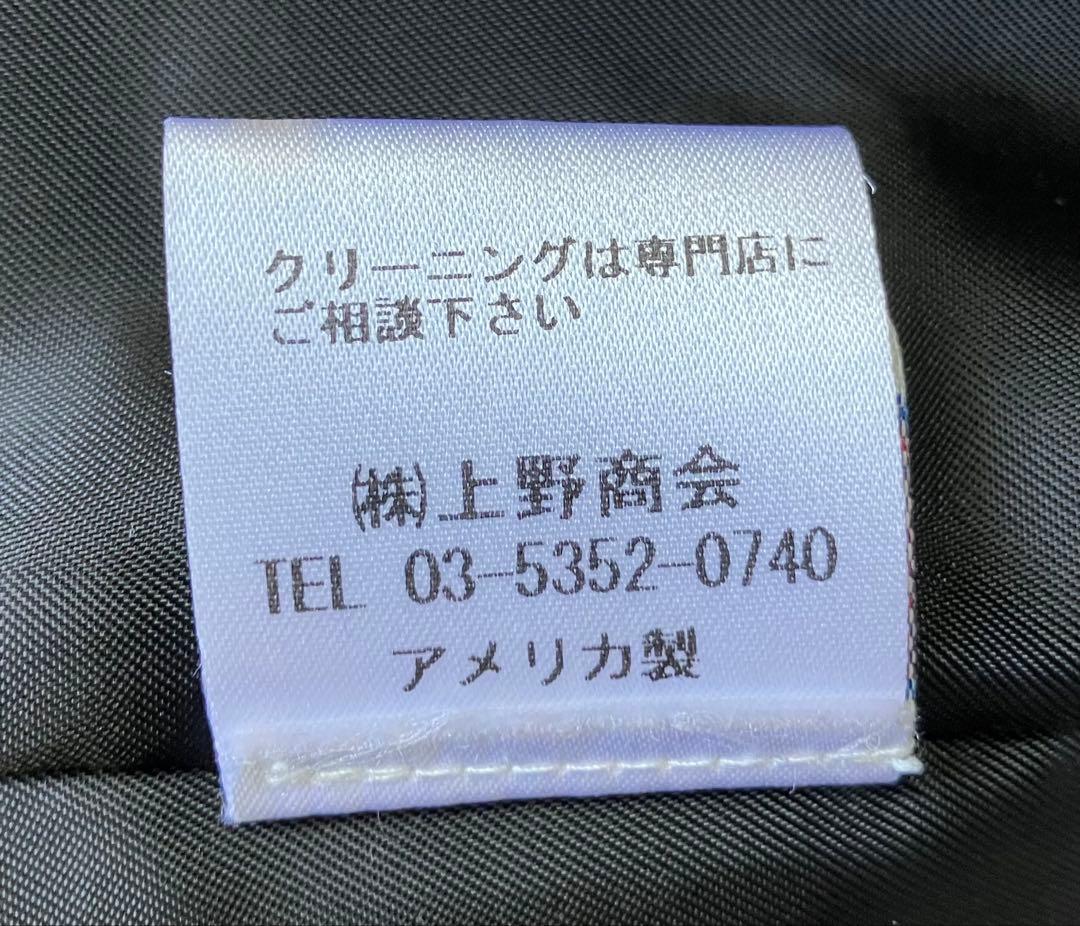 クリーニングは専門店に
ご相談下さい
㈱上野商会
TEL 03-5352-0740
アメリカ製